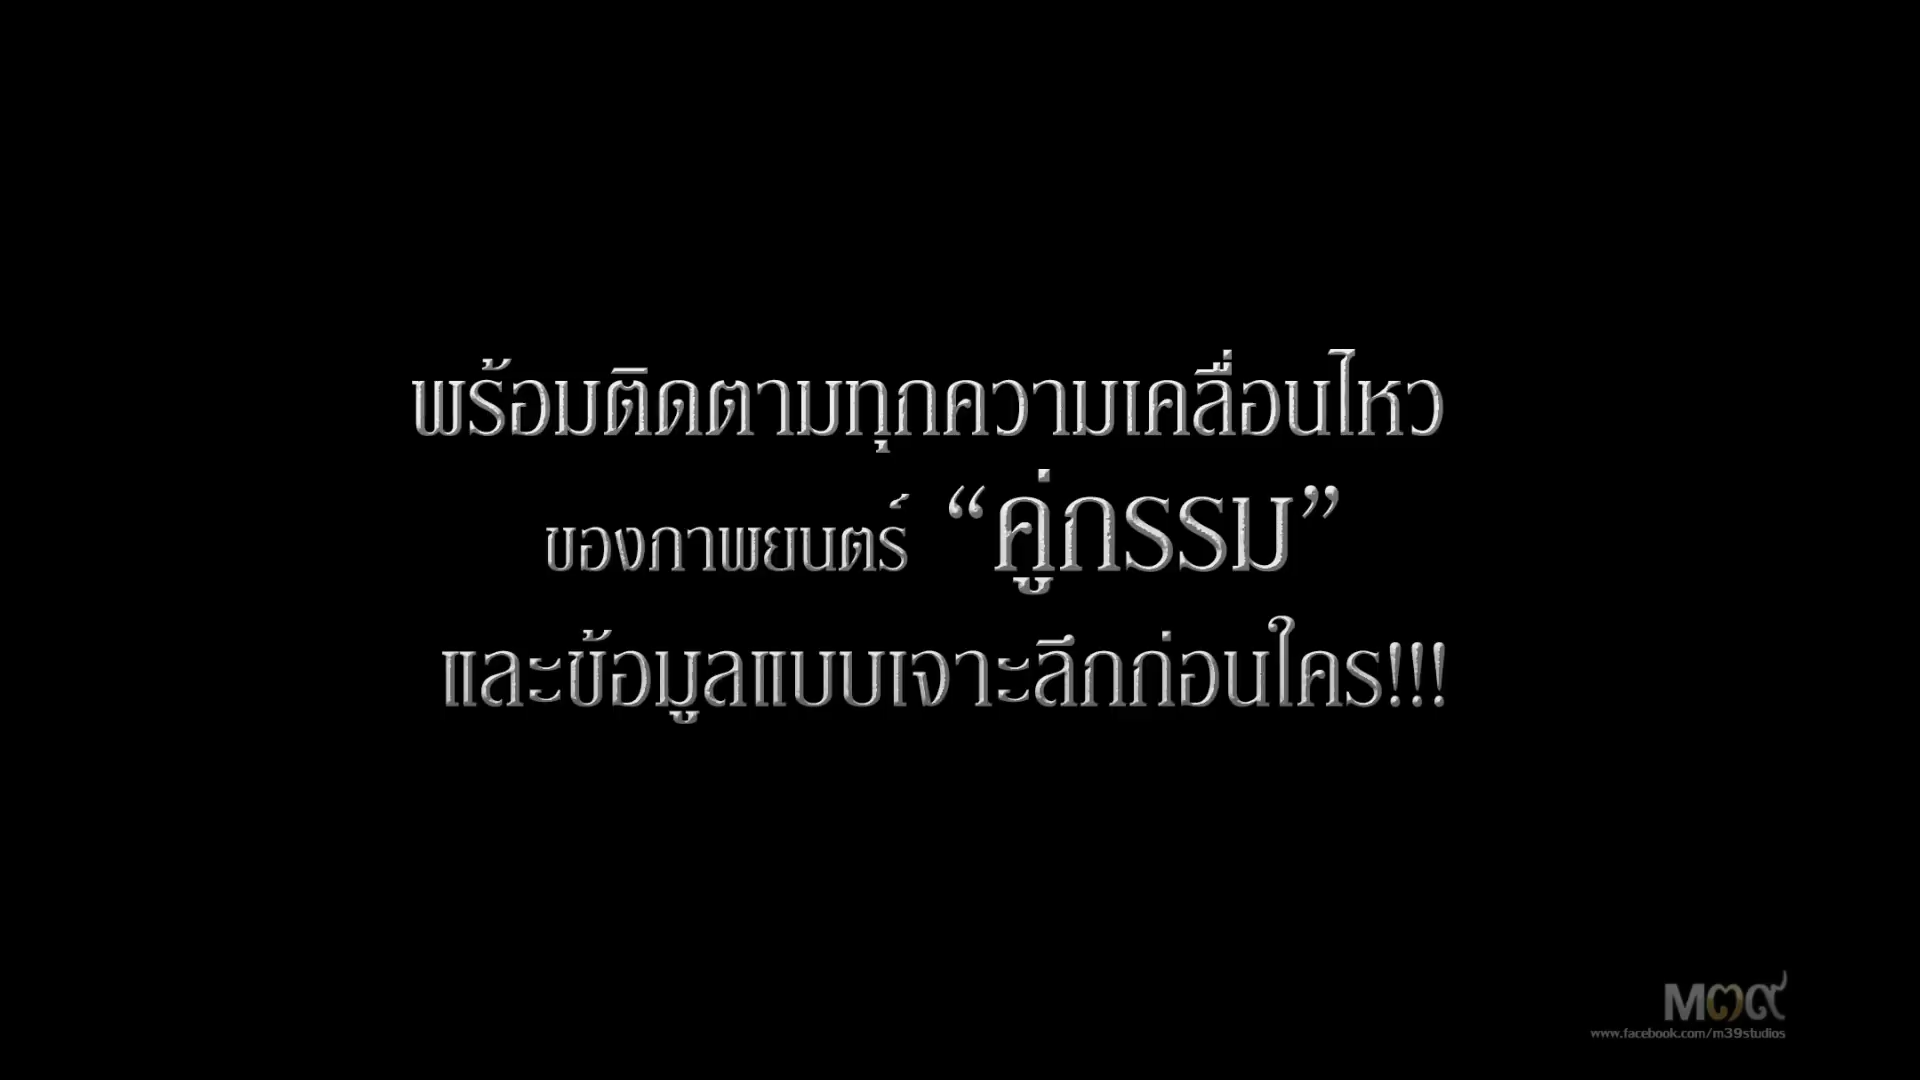 พร้อมติดตามทุกความเคลื่อนไหว
ของภาพยนตร์ “คู่กรรม”
และข้อมูลแบบเจาะลึกก่อนใคร!!!
M๓๙
www.facebook.com/m39studios